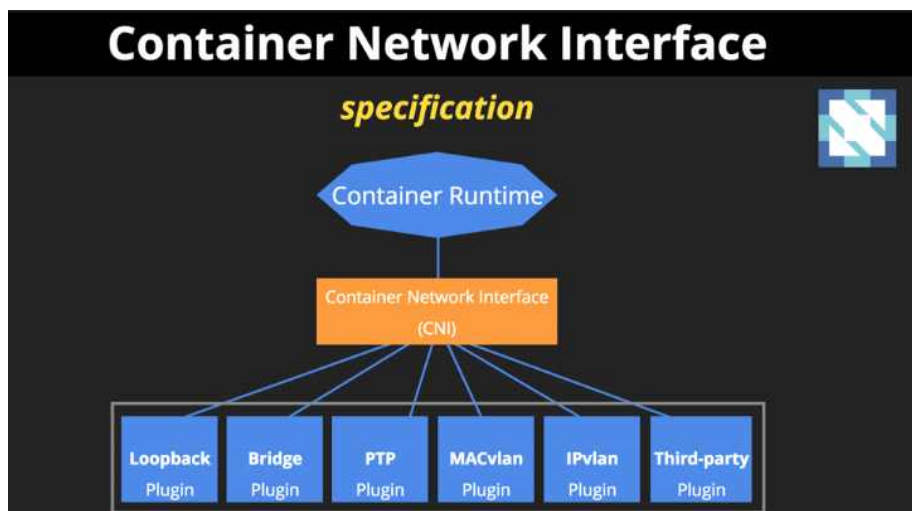 Container Network Interface
specification
Container Runtime
Container Network Interface
(CNI)
Loopback
Plugin
Bridge
Plugin
PTP
Plugin
MACvlan
Plugin
IPvlan
Plugin
Third-party
Plugin